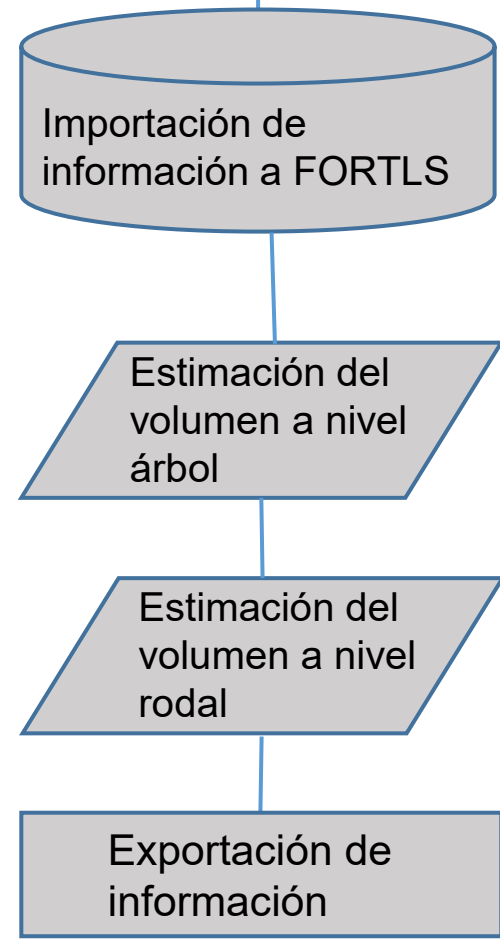 Importación de
información a FORTLS
Estimación del
volumen a nivel
árbol
Estimación del
volumen a nivel
rodal
Exportación de
información